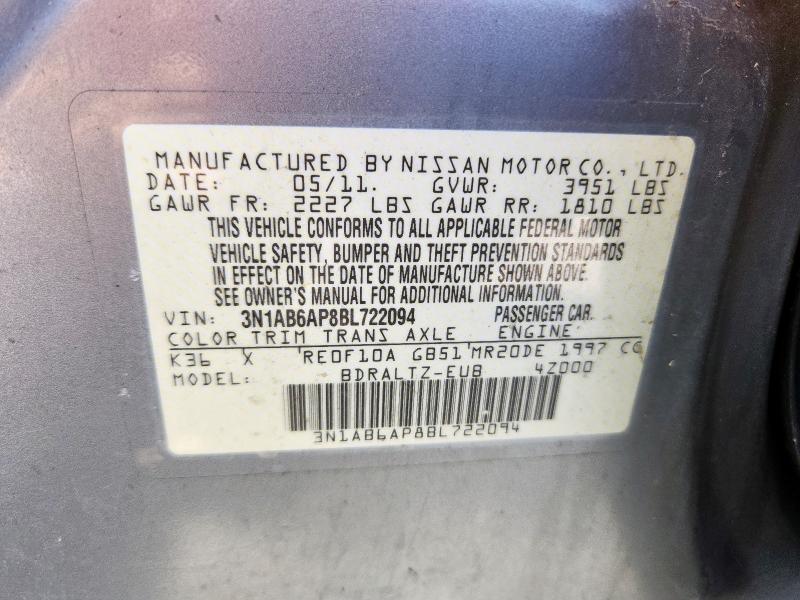 MANUFACTURED BY NISSAN MOTOR CO., LTD.
DATE: 05/11. GVWR: 3951 LBS
GAWR FR: 2227 LBS GAWR RR: 1810 LBS
THIS VEHICLE CONFORMS TO ALL APPLICABLE FEDERAL MOTOR
VEHICLE SAFETY, BUMPER AND THEFT PREVENTION STANDARDS
IN EFFECT ON THE DATE OF MANUFACTURE SHOWN ABOVE.
SEE OWNER'S MANUAL FOR ADDITIONAL INFORMATION.
VIN: 3N1AB6AP8BL722094 PASSENGER CAR.
COLOR TRIM TRANS AXLE ENGINE
K36 X RE0F10A GB51 MR20DE 1997 CC
MODEL: BDRALTZ-EUB 4Z000
3N1AB6AP8BL722094